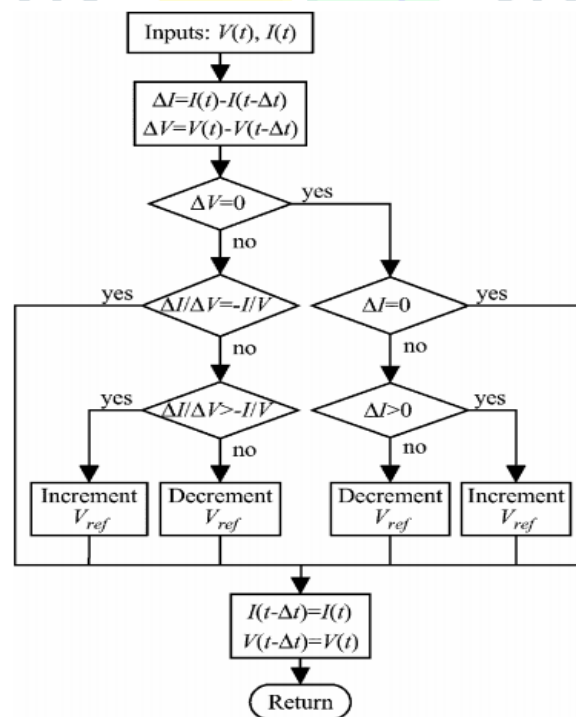 Inputs: V(t), I(t)
ΔI=I(t)-I(t-Δt)
ΔV=V(t)-V(t-Δt)
ΔV=0
yes
no
yes
ΔI/ΔV=-I/V
ΔI=0
yes
no
no
yes
ΔI/ΔV>-I/V
ΔI>0
yes
no
no
Increment
Vref
Decrement
Vref
Decrement
Vref
Increment
Vref
I(t-Δt)=I(t)
V(t-Δt)=V(t)
Return